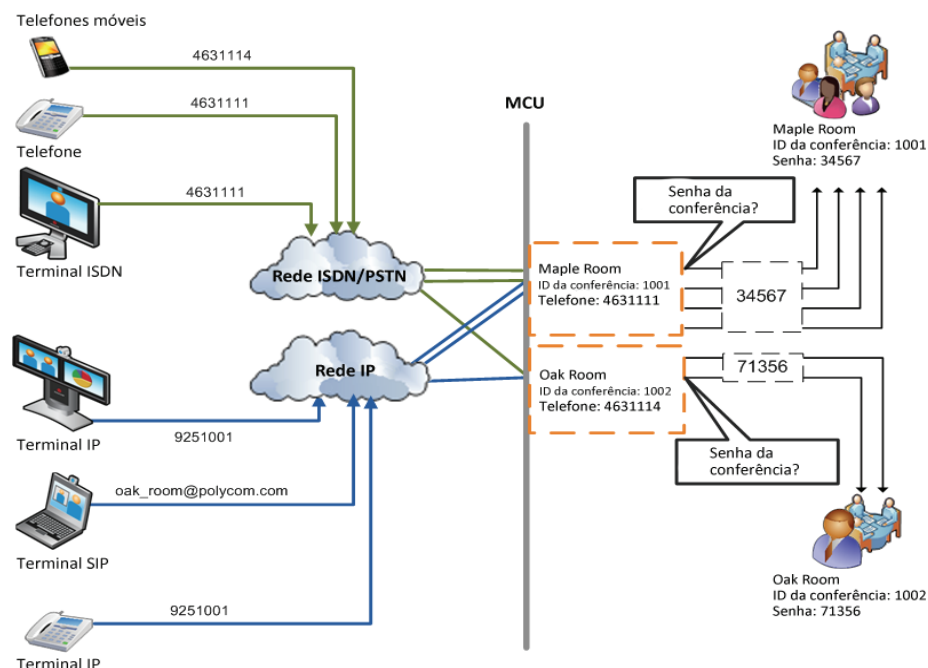 Telefones móveis
4631114
4631111
Telefone
4631111
Terminal ISDN
Rede ISDN/PSTN
Rede IP
Terminal IP
9251001
oak_room@polycom.com
Terminal SIP
9251001
Terminal IP
MCU
Maple Room
ID da conferência: 1001
Telefone: 4631111
Oak Room
ID da conferência: 1002
Telefone: 4631114
Senha da
conferência?
34567
71356
Senha da
conferência?
Maple Room
ID da conferência: 1001
Senha: 34567
Oak Room
ID da conferência: 1002
Senha: 71356